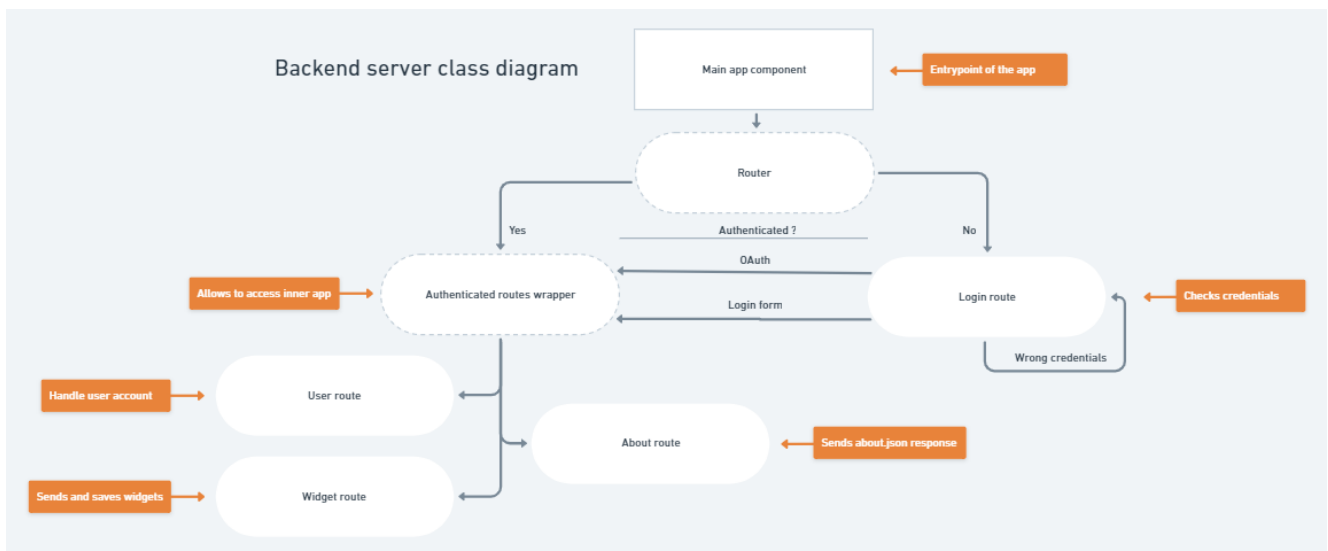 Backend server class diagram
Main app component
Entrypoint of the app
Router
Yes
Authenticated ?
No
OAuth
Allows to access inner app
Authenticated routes wrapper
Login form
Login route
Checks credentials
Wrong credentials
Handle user account
User route
About route
Sends about.json response
Sends and saves widgets
Widget route